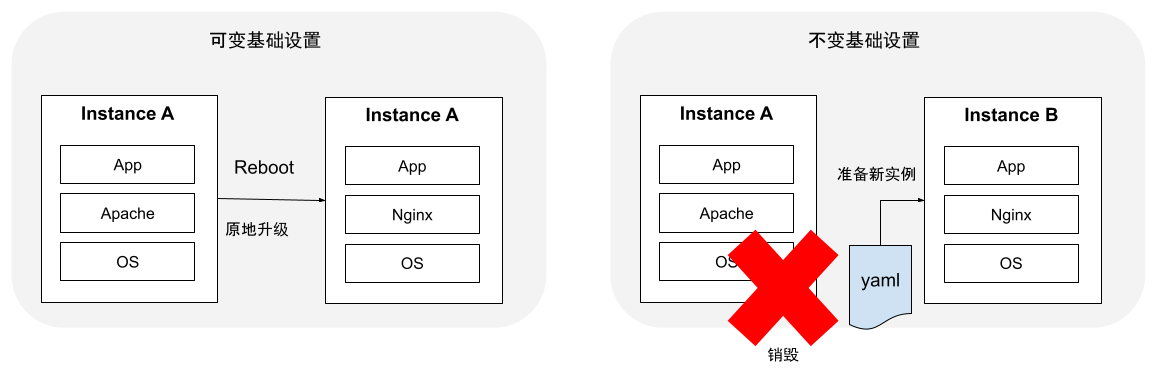 可变基础设置
Instance A
App
Apache
OS
Reboot
原地升级
Instance A
App
Nginx
OS
不变基础设置
Instance A
App
Apache
OS
销毁
准备新实例
yaml
Instance B
App
Nginx
OS